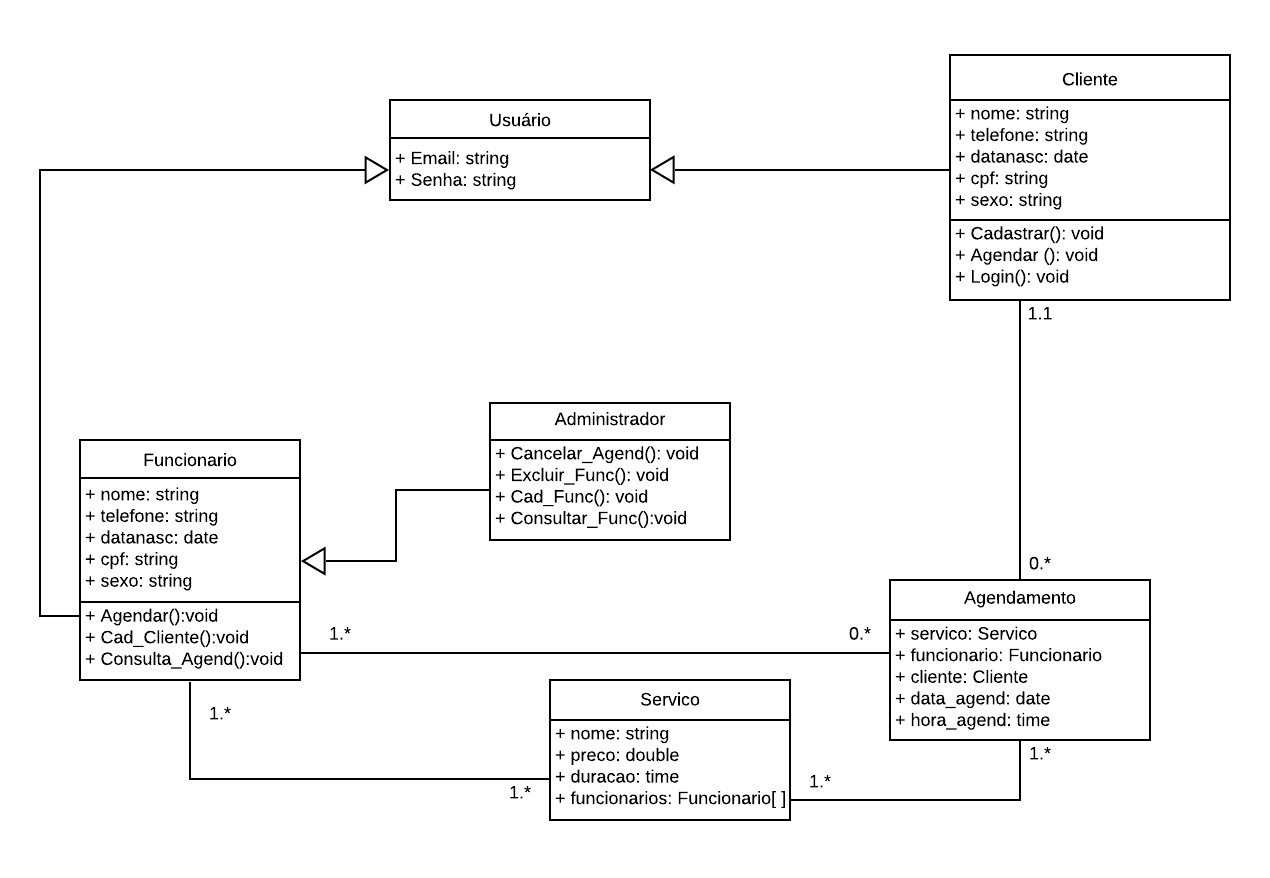 Usuário
+ Email: string
+ Senha: string
Cliente
+ nome: string
+ telefone: string
+ datanasc: date
+ cpf: string
+ sexo: string
+ Cadastrar(): void
+ Agendar (): void
+ Login(): void
1.1
0.*
Administrador
+ Cancelar_Agend(): void
+ Excluir_Func(): void
+ Cad_Func(): void
+ Consultar_Func():void
Funcionario
+ nome: string
+ telefone: string
+ datanasc: date
+ cpf: string
+ sexo: string
+ Agendar():void
+ Cad_Cliente():void
+ Consulta_Agend():void
1.*
0.*
Agendamento
+ servico: Servico
+ funcionario: Funcionario
+ cliente: Cliente
+ data_agend: date
+ hora_agend: time
1.*
1.*
Servico
+ nome: string
+ preco: double
+ duracao: time
+ funcionarios: Funcionario[ ]
1.*
1.*